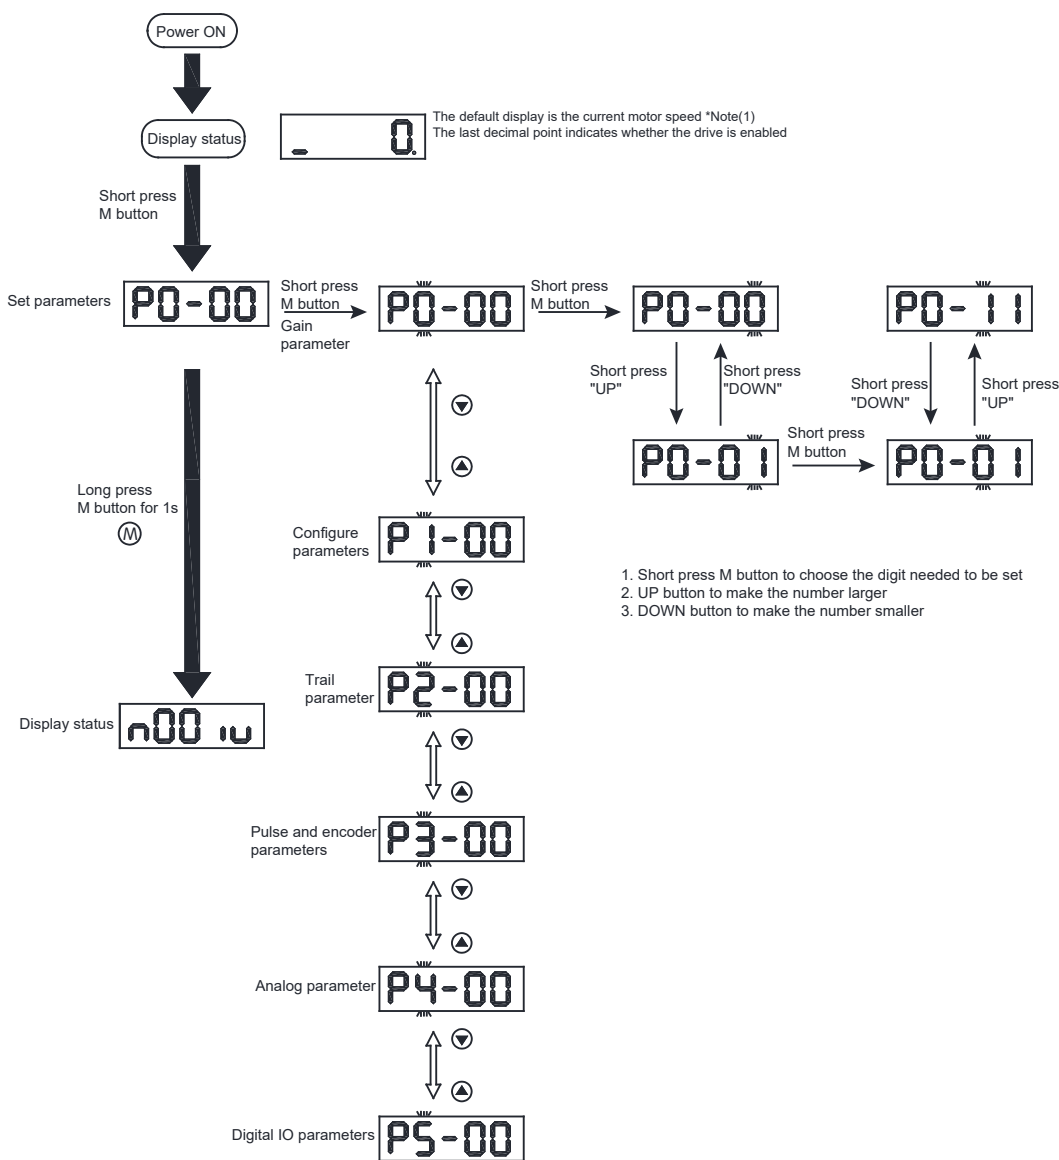 Power ON
Display status
_ 0.
The default display is the current motor speed *Note(1)
The last decimal point indicates whether the drive is enabled
Short press
M button
Set parameters
P0-00
Short press
M button
Gain
parameter
P0-00
Short press
M button
P0-00
P0-11
Short press
"UP"
Short press
"DOWN"
Short press
"DOWN"
Short press
"UP"
P0-01
Short press
M button
P0-01
Long press
M button for 1s
M
Configure
parameters
P1-00
1. Short press M button to choose the digit needed to be set
2. UP button to make the number larger
3. DOWN button to make the number smaller
Trail
parameter
P2-00
Display status
n00 iu
Pulse and encoder
parameters
P3-00
Analog parameter
P4-00
Digital IO parameters
P5-00